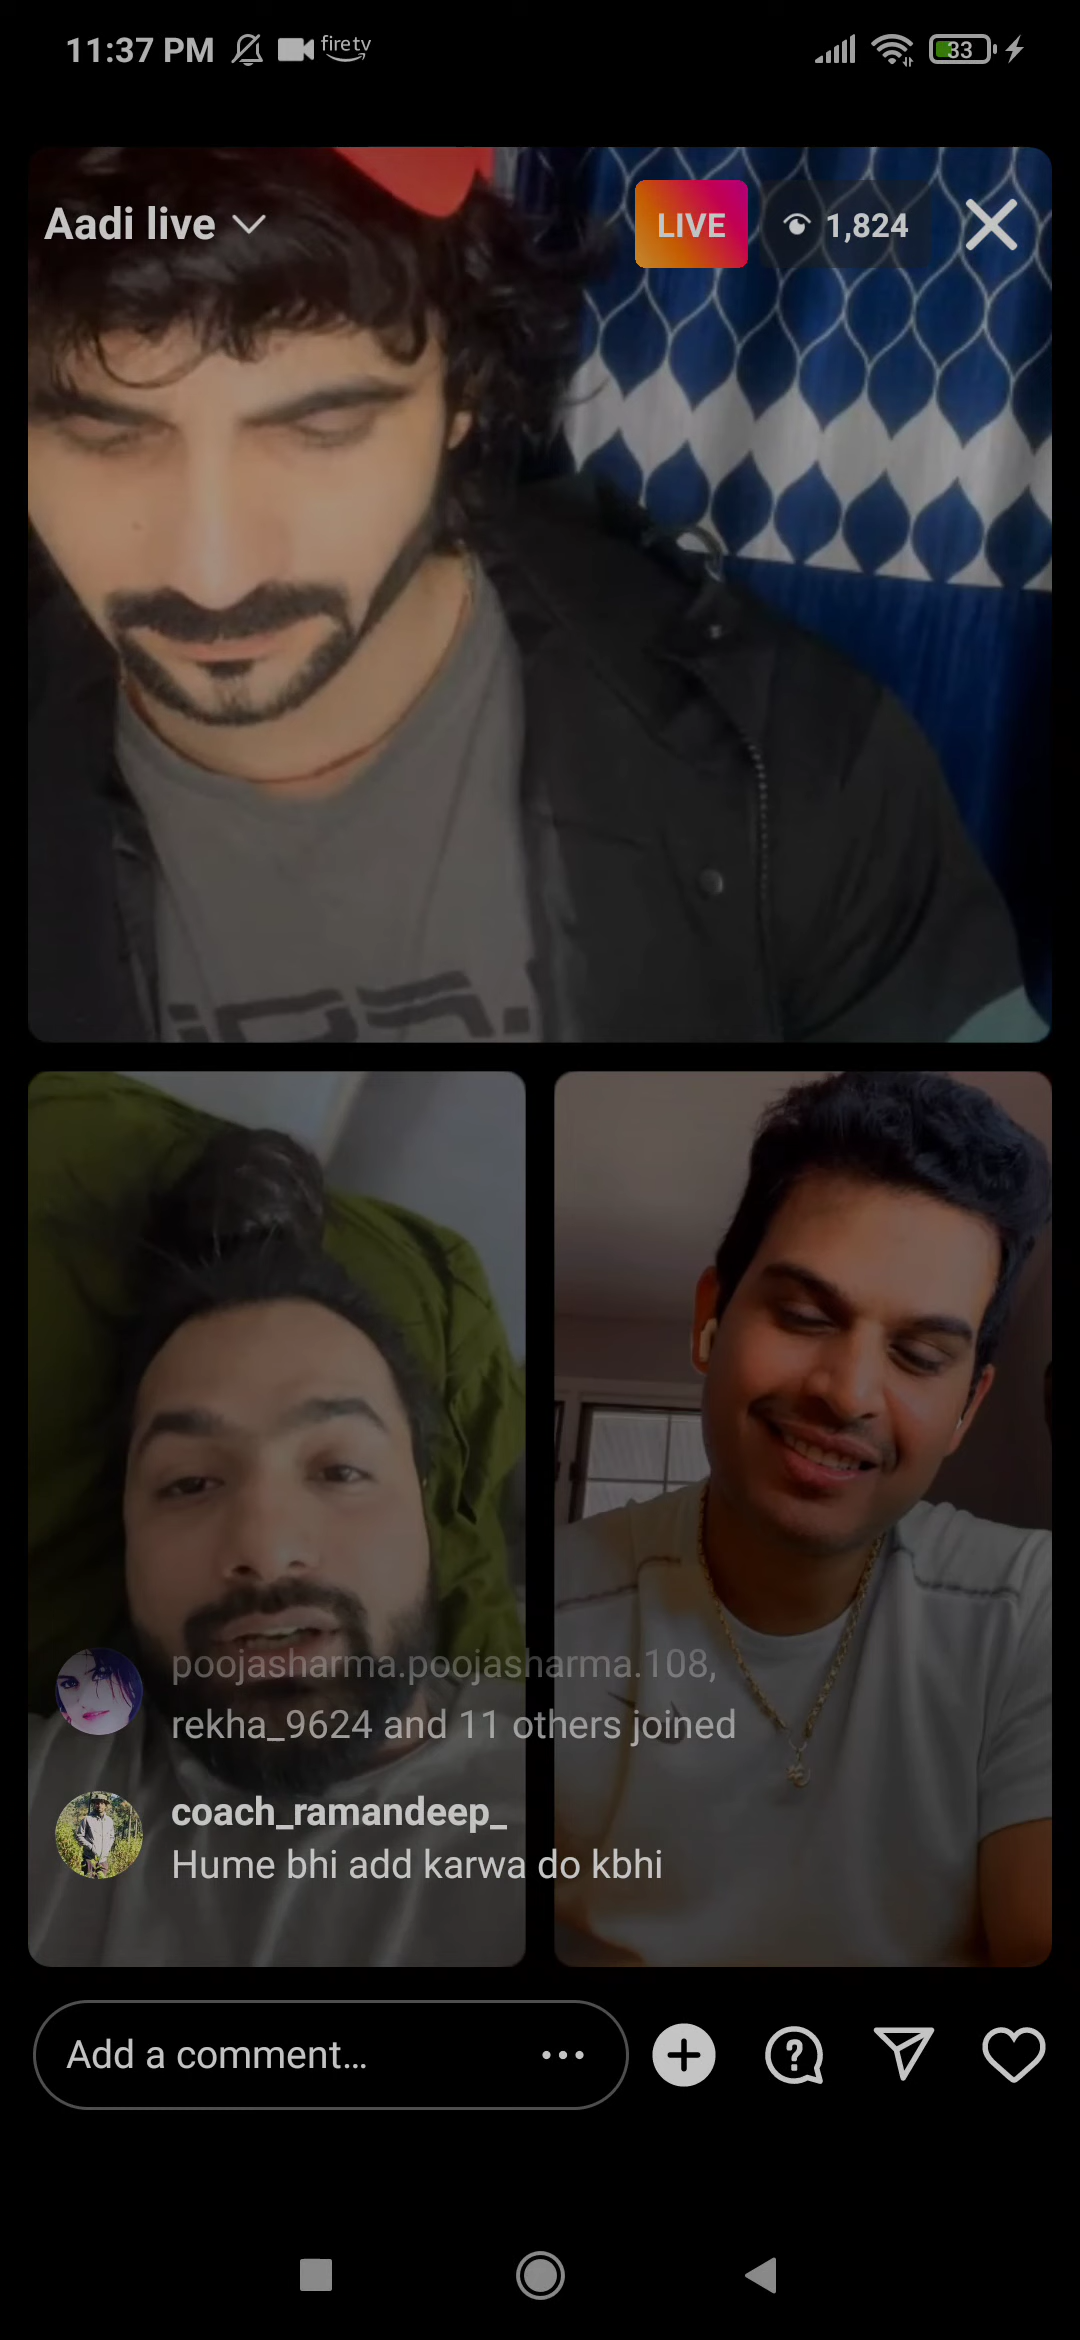 11:37 PM firetv 33
Aadi live LIVE 1,824
poojasharma.poojasharma.108,
rekha_9624 and 11 others joined
coach_ramandeep_
Hume bhi add karwa do kbhi
Add a comment…